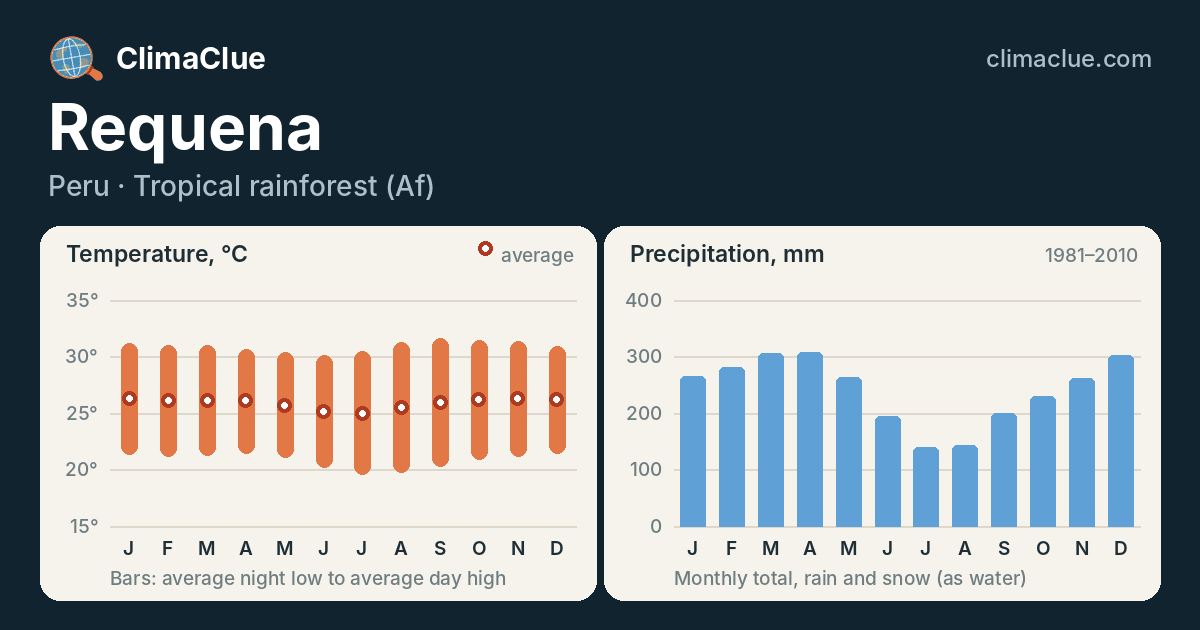 ClimaClue
climaclue.com
Requena
Peru · Tropical rainforest (Af)
Temperature, °C
average
35°
30°
25°
20°
15°
J F M A M J J A S O N D
Bars: average night low to average day high
Precipitation, mm
1981–2010
400
300
200
100
0
J F M A M J J A S O N D
Monthly total, rain and snow (as water)